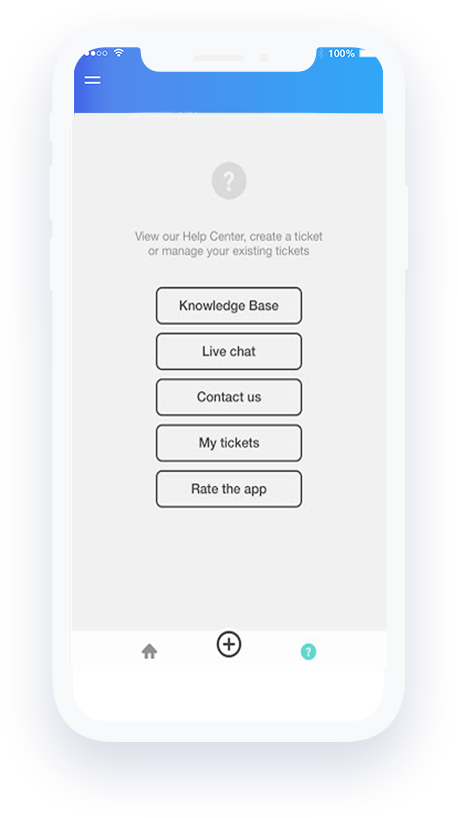 100%
?
View our Help Center, create a ticket
or manage your existing tickets
Knowledge Base
Live chat
Contact us
My tickets
Rate the app
?